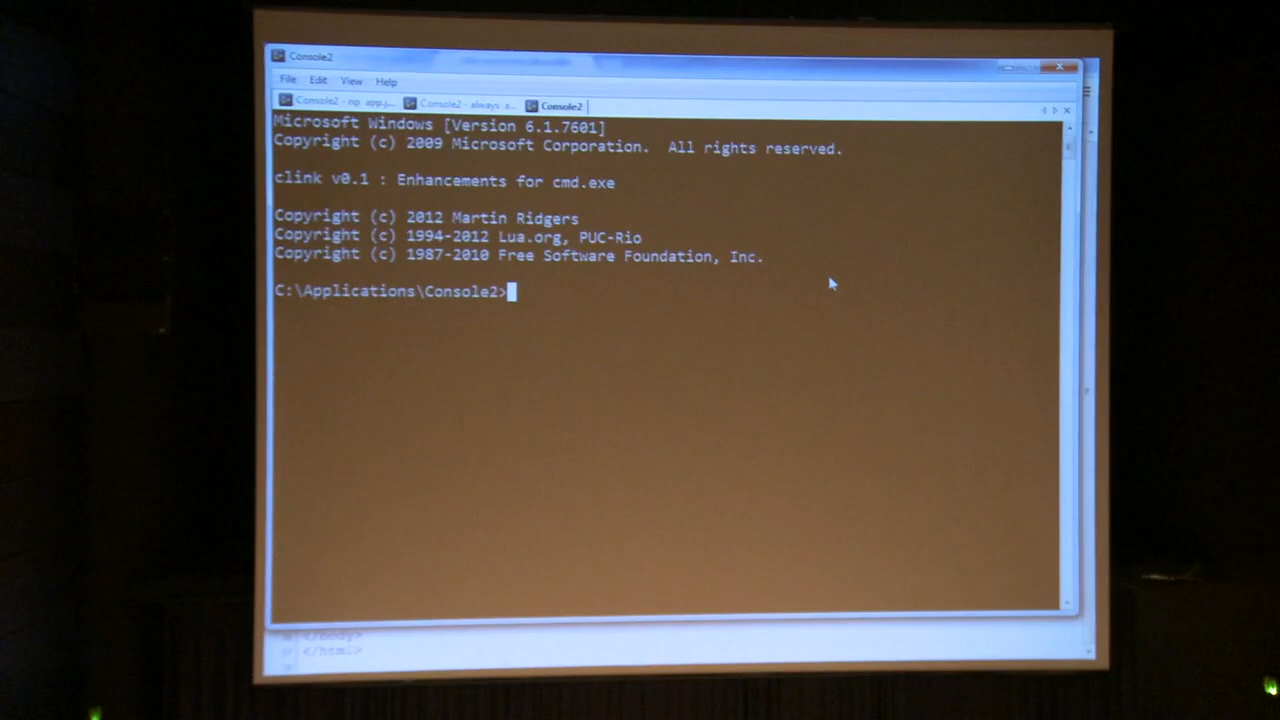 Console2
File Edit View Help
Console2 - always a... Console2
Microsoft Windows [Version 6.1.7601]
Copyright (c) 2009 Microsoft Corporation.  All rights reserved.
clink v0.1 : Enhancements for cmd.exe
Copyright (c) 2012 Martin Ridgers
Copyright (c) 1994-2012 Lua.org, PUC-Rio
Copyright (c) 1987-2010 Free Software Foundation, Inc.
C:\Applications\Console2>
</body>
</html>